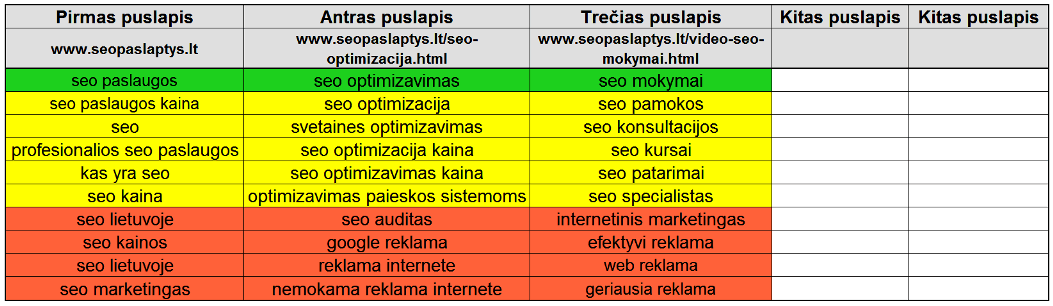 Pirmas puslapis Antras puslapis Trečias puslapis Kitas puslapis Kitas puslapis
www.seopaslaptys.lt www.seopaslaptys.lt/seo-optimizacija.html www.seopaslaptys.lt/video-seo-mokymai.html
seo paslaugos seo optimizavimas seo mokymai
seo paslaugos kaina seo optimizacija seo pamokos
seo svetaines optimizavimas seo konsultacijos
profesionalios seo paslaugos seo optimizacija kaina seo kursai
kas yra seo seo optimizavimas kaina seo patarimai
seo kaina optimizavimas paieskos sistemoms seo specialistas
seo lietuvoje seo auditas internetinis marketingas
seo kainos google reklama efektyvi reklama
seo lietuvoje reklama internete web reklama
seo marketingas nemokama reklama internete geriausia reklama